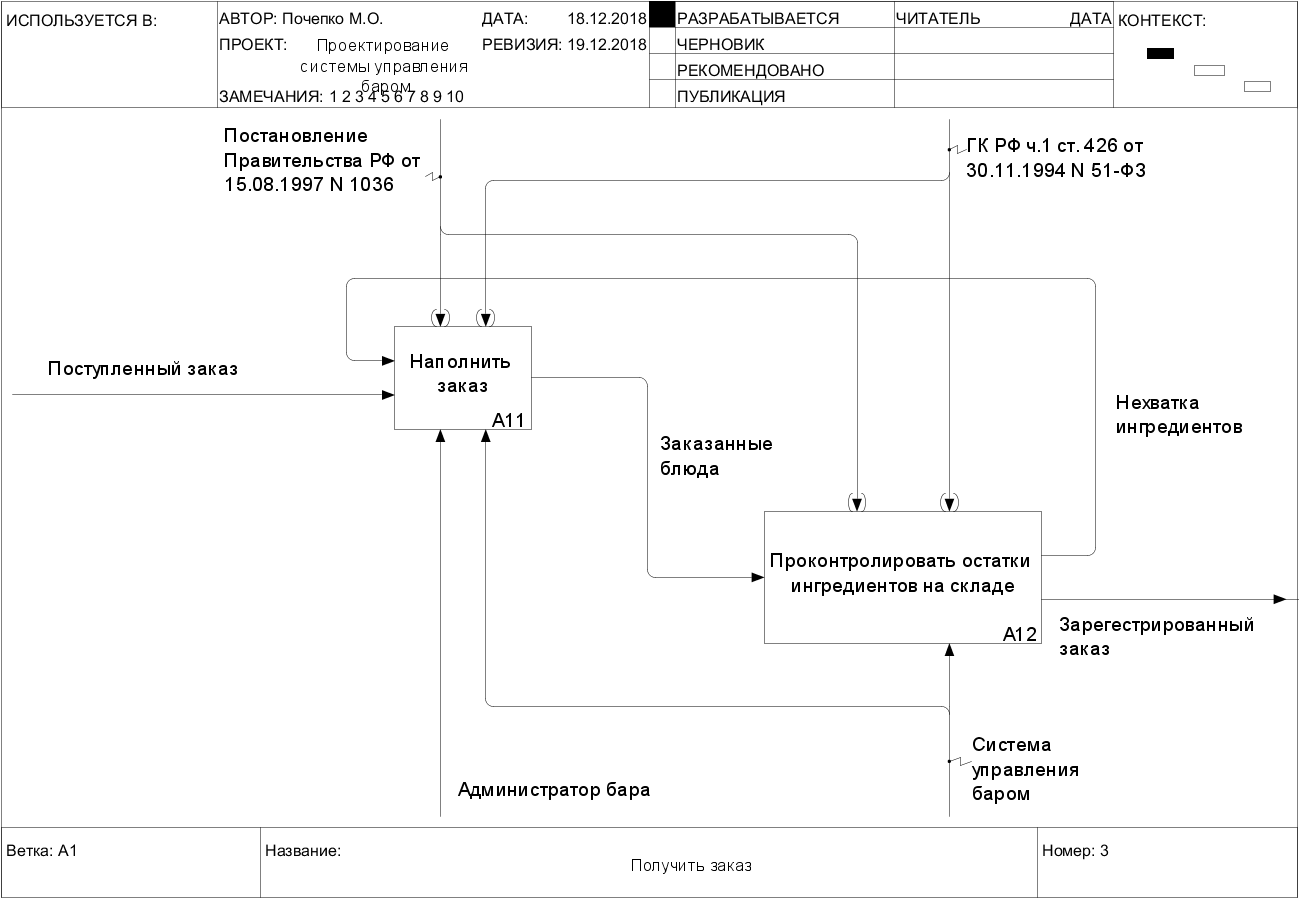 ИСПОЛЬЗУЕТСЯ В:
АВТОР: Почепко М.О.
ДАТА: 18.12.2018
РЕВИЗИЯ: 19.12.2018
ПРОЕКТ: Проектирование
системы управления
баром
ЗАМЕЧАНИЯ: 1 2 3 4 5 6 7 8 9 10
РАЗРАБАТЫВАЕТСЯ
ЧЕРНОВИК
РЕКОМЕНДОВАНО
ПУБЛИКАЦИЯ
ЧИТАТЕЛЬ ДАТА
КОНТЕКСТ:
Постановление
Правительства РФ от
15.08.1997 N 1036
ГК РФ ч.1 ст. 426 от
30.11.1994 N 51-ФЗ
Поступленный заказ
Наполнить
заказ
A11
Заказанные
блюда
Нехватка
ингредиентов
Проконтролировать остатки
ингредиентов на складе
A12
Зарегестрированный
заказ
Система
управления
баром
Администратор бара
Ветка: A1
Название:
Получить заказ
Номер: 3